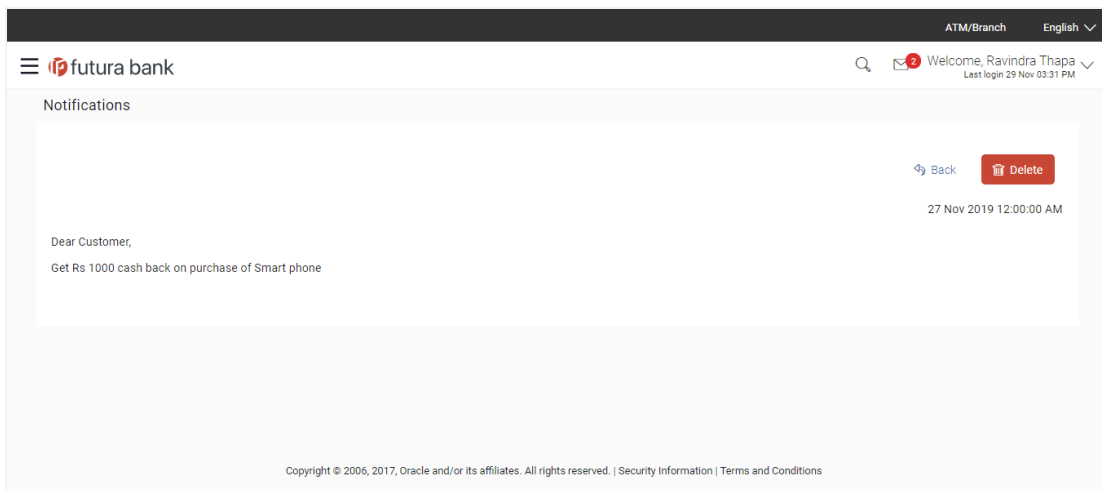 ATM/Branch English
futura bank
2 Welcome, Ravindra Thapa
Last login 29 Nov 03:31 PM
Notifications
Back Delete
27 Nov 2019 12:00:00 AM
Dear Customer,
Get Rs 1000 cash back on purchase of Smart phone
Copyright © 2006, 2017, Oracle and/or its affiliates. All rights reserved. | Security Information | Terms and Conditions